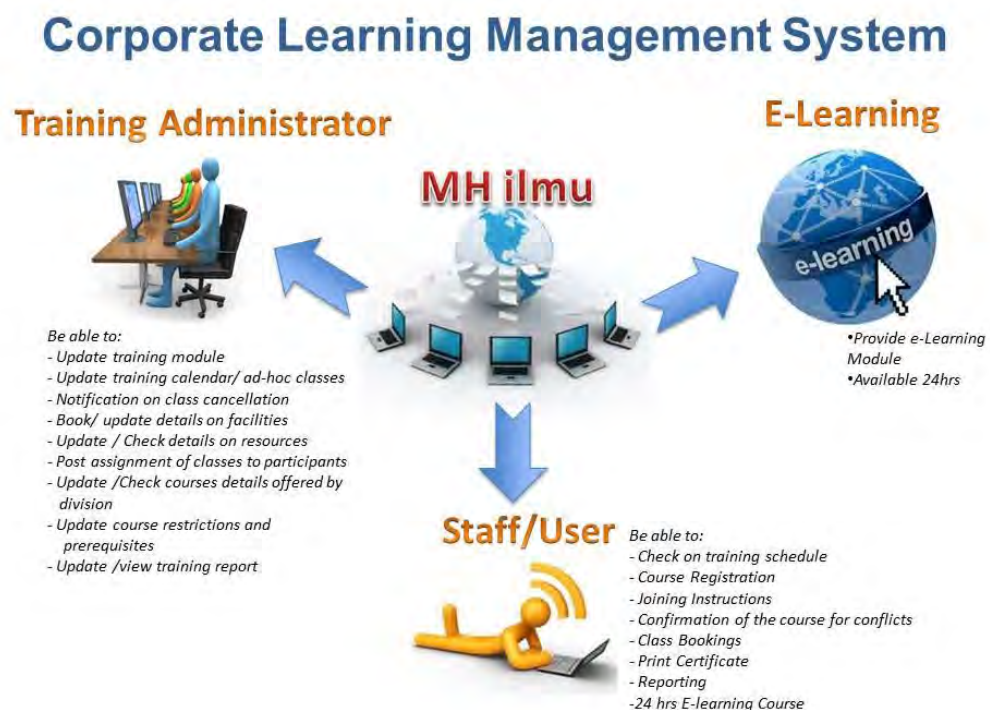 Corporate Learning Management System
Training Administrator
E-Learning
MH ilmu
e-learning
Be able to:
- Update training module
- Update training calendar/ ad-hoc classes
- Notification on class cancellation
- Book/ update details on facilities
- Update / Check details on resources
- Post assignment of classes to participants
- Update /Check courses details offered by
division
- Update course restrictions and
prerequisites
- Update /view training report
•Provide e-Learning
Module
•Available 24hrs
Staff/User
Be able to:
- Check on training schedule
- Course Registration
- Joining Instructions
- Confirmation of the course for conflicts
- Class Bookings
- Print Certificate
- Reporting
-24 hrs E-learning Course